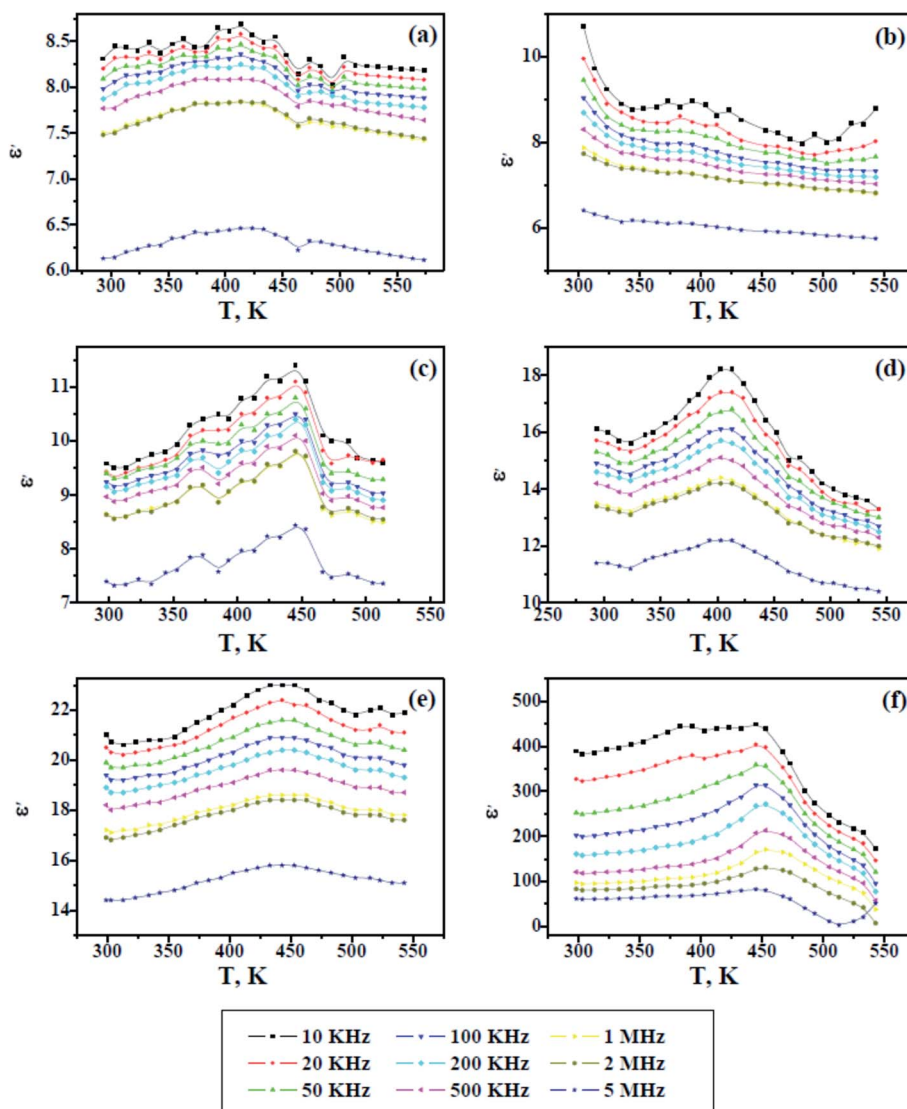 (a)
8.5
8.0
7.5
7.0
6.5
6.0
ε′
300 350 400 450 500 550
T, K
(b)
10
8
6
ε′
300 350 400 450 500 550
T, K
(c)
11
10
9
8
7
ε′
300 350 400 450 500 550
T, K
(d)
18
16
14
12
10
ε′
250 300 350 400 450 500 550
T, K
(e)
22
20
18
16
14
ε′
300 350 400 450 500 550
T, K
(f)
500
400
300
200
100
0
ε′
300 350 400 450 500 550
T, K
10 KHz 100 KHz 1 MHz
20 KHz 200 KHz 2 MHz
50 KHz 500 KHz 5 MHz